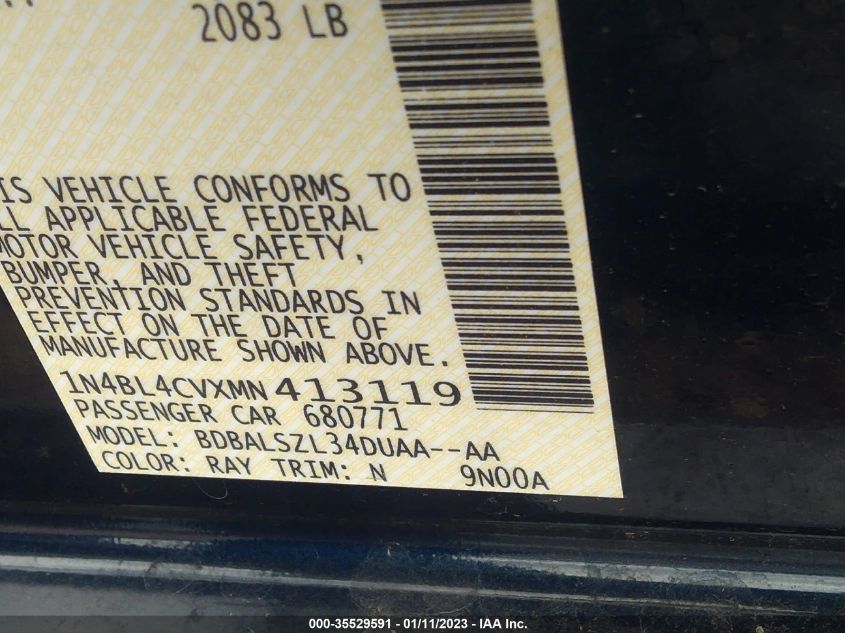 2083 LB
IS VEHICLE CONFORMS TO
LL APPLICABLE FEDERAL
MOTOR VEHICLE SAFETY,
BUMPER, AND THEFT
PREVENTION STANDARDS IN
EFFECT ON THE DATE OF
MANUFACTURE SHOWN ABOVE.
1N4BL4CVXMN413119
PASSENGER CAR 680771
MODEL: BDBALSZL34DUAA--AA
COLOR: RAY TRIM: N 9N00A
000-35529591 - 01/11/2023 - IAA Inc.